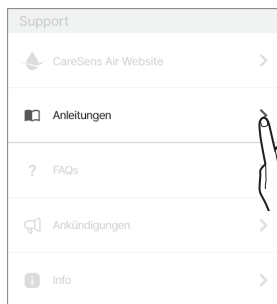 Support
CareSens Air Website
Anleitungen
? FAQs
Ankündigungen
Info